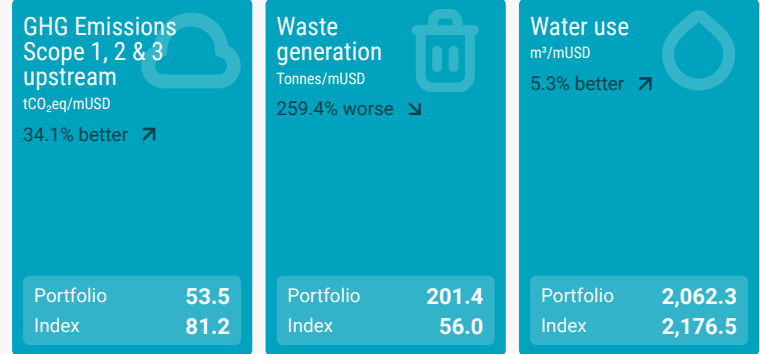 GHG Emissions
Scope 1, 2 & 3
upstream
tCO₂eq/mUSD
34.1% better
Portfolio 53.5
Index 81.2
Waste
generation
Tonnes/mUSD
259.4% worse
Portfolio 201.4
Index 56.0
Water use
m³/mUSD
5.3% better
Portfolio 2,062.3
Index 2,176.5